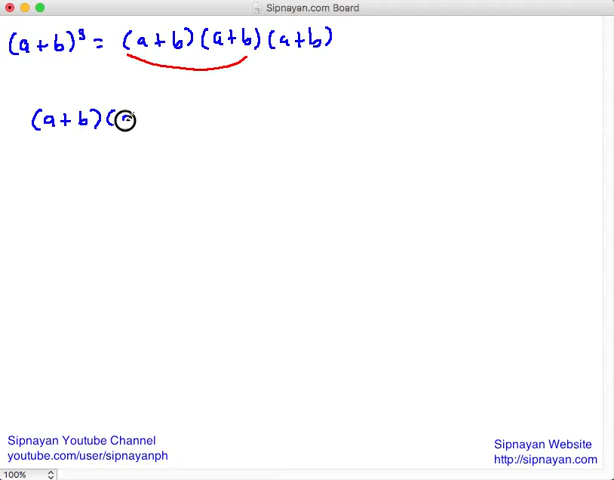 Sipnayan.com Board
(a+b)³ = (a+b)(a+b)(a+b)
(a+b)(
Sipnayan Youtube Channel
youtube.com/user/sipnayanph
Sipnayan Website
http://sipnayan.com
100%